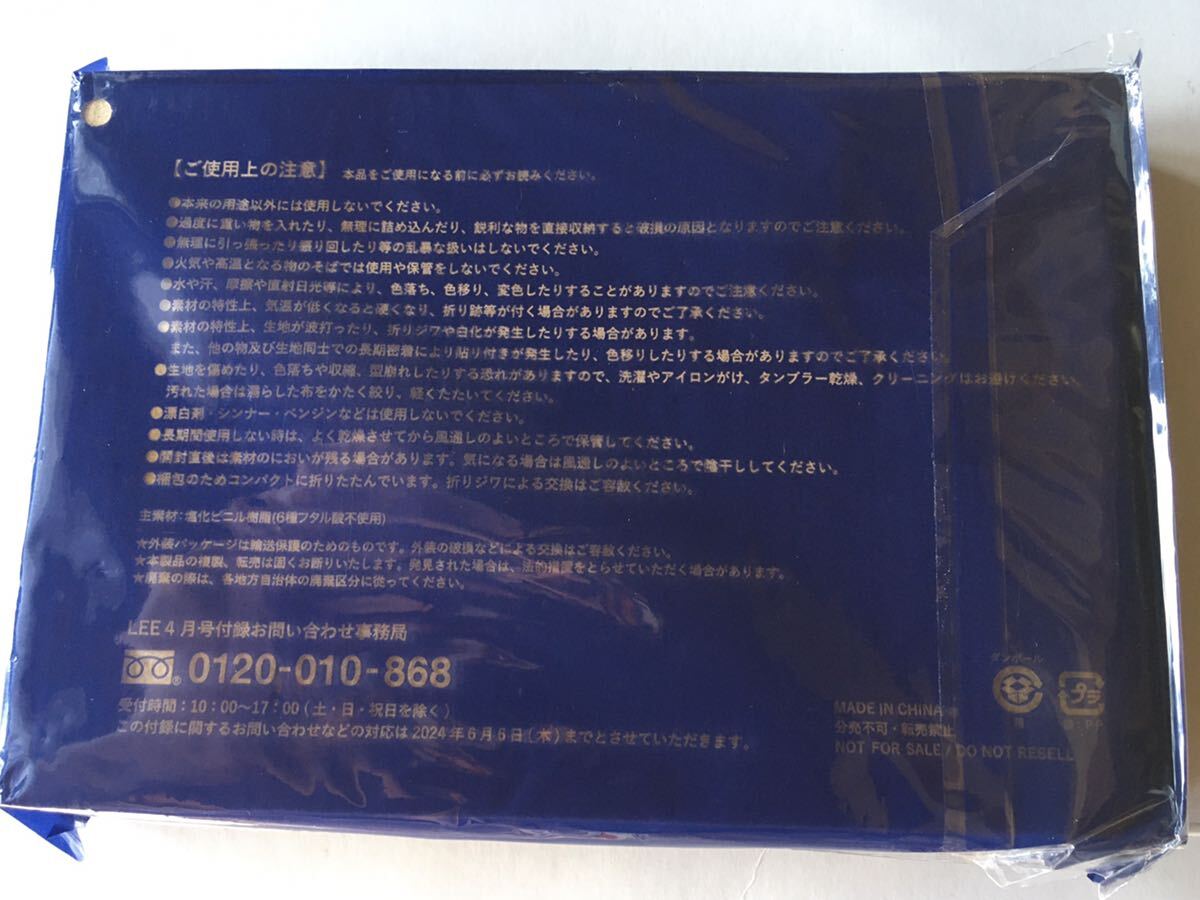 【ご使用上の注意】 本品をご使用になる前に必ずお読みください。
●本来の用途以外には使用しないでください。
●過度に重い物を入れたり、無理に詰め込んだり、鋭利な物を直接収納すると破損の原因となりますのでご注意ください。
●無理に引っ張ったり振り回したり等の乱暴な扱いはしないでください。
●火気や高温となる物のそばでは使用や保管をしないでください。
●水や汗、摩擦や直射日光等により、色落ち、色移り、変色したりすることがありますのでご注意ください。
●素材の特性上、気温が低くなると硬くなり、折り跡等が付く場合がありますのでご了承ください。
●素材の特性上、生地が波打ったり、折りジワや白化が発生したりする場合があります。
また、他の物及び生地同士での長期密着により貼り付きが発生したり、色移りしたりする場合がありますのでご了承ください。
●生地を傷めたり、色落ちや収縮、型崩れしたりする恐れがありますので、洗濯やアイロンがけ、タンブラー乾燥、クリーニングはお避けください。
汚れた場合は濡らした布をかたく絞り、軽くたたいてください。
●漂白剤・シンナー・ベンジンなどは使用しないでください。
●長期間使用しない時は、よく乾燥させてから風通しのよいところで保管してください。
●開封直後は素材のにおいが残る場合があります。気になる場合は風通しのよいところで陰干ししてください。
●梱包のためコンパクトに折りたたんでいます。折りジワによる交換はご容赦ください。
主素材:塩化ビニル樹脂(6種フタル酸不使用)
★外装パッケージは輸送保護のためのものです。外装の破損などによる交換はご容赦ください。
★本製品の複製、転売は固くお断りいたします。発見された場合は、法的措置をとらせていただく場合があります。
★廃棄の際は、各地方自治体の廃棄区分に従ってください。
LEE 4月号付録お問い合わせ事務局
0120-010-868
受付時間:10:00〜17:00(土・日・祝日を除く)
この付録に関するお問い合わせなどの対応は2024年6月6日(木)までとさせていただきます。
ダンボール
箱
プラ
PP
MADE IN CHINA
分売不可・転売禁止
NOT FOR SALE / DO NOT RESELL